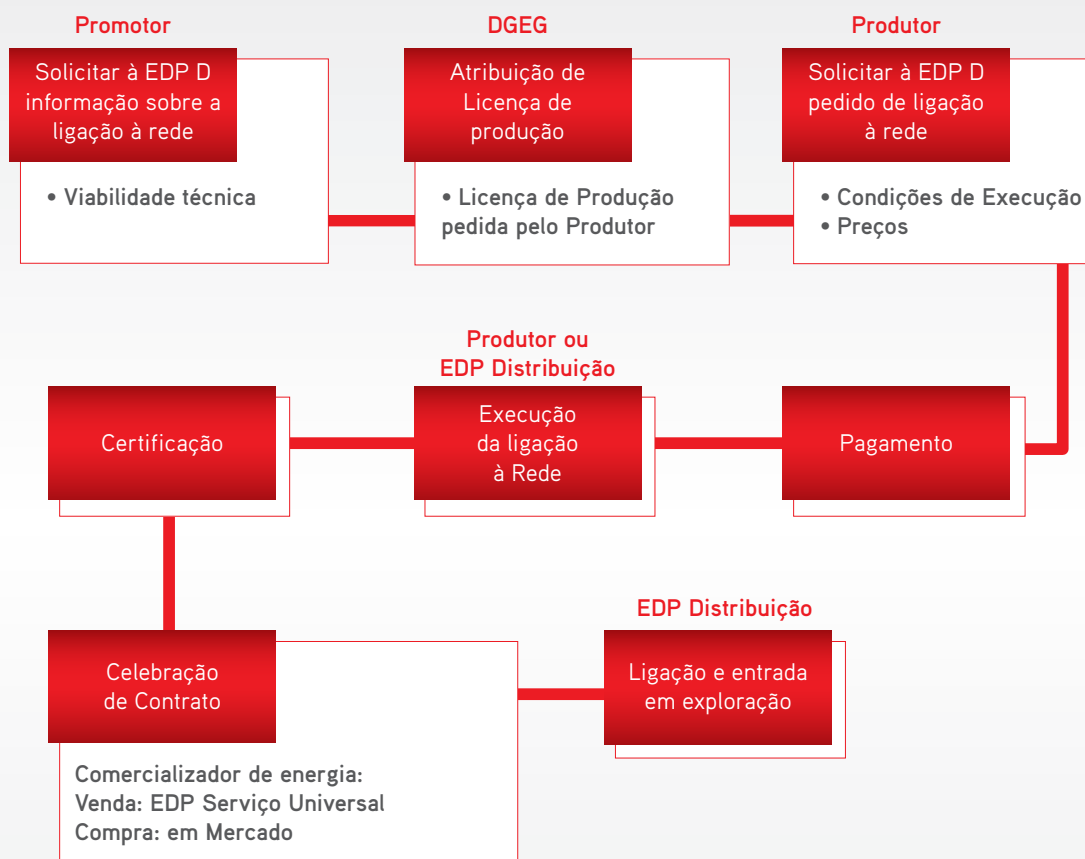 Promotor
Solicitar à EDP D
informação sobre a
ligação à rede
• Viabilidade técnica
DGEG
Atribuição de
Licença de
produção
• Licença de Produção
pedida pelo Produtor
Produtor
Solicitar à EDP D
pedido de ligação
à rede
• Condições de Execução
• Preços
Pagamento
Produtor ou
EDP Distribuição
Execução
da ligação
à Rede
Certificação
Celebração
de Contrato
Comercializador de energia:
Venda: EDP Serviço Universal
Compra: em Mercado
EDP Distribuição
Ligação e entrada
em exploração